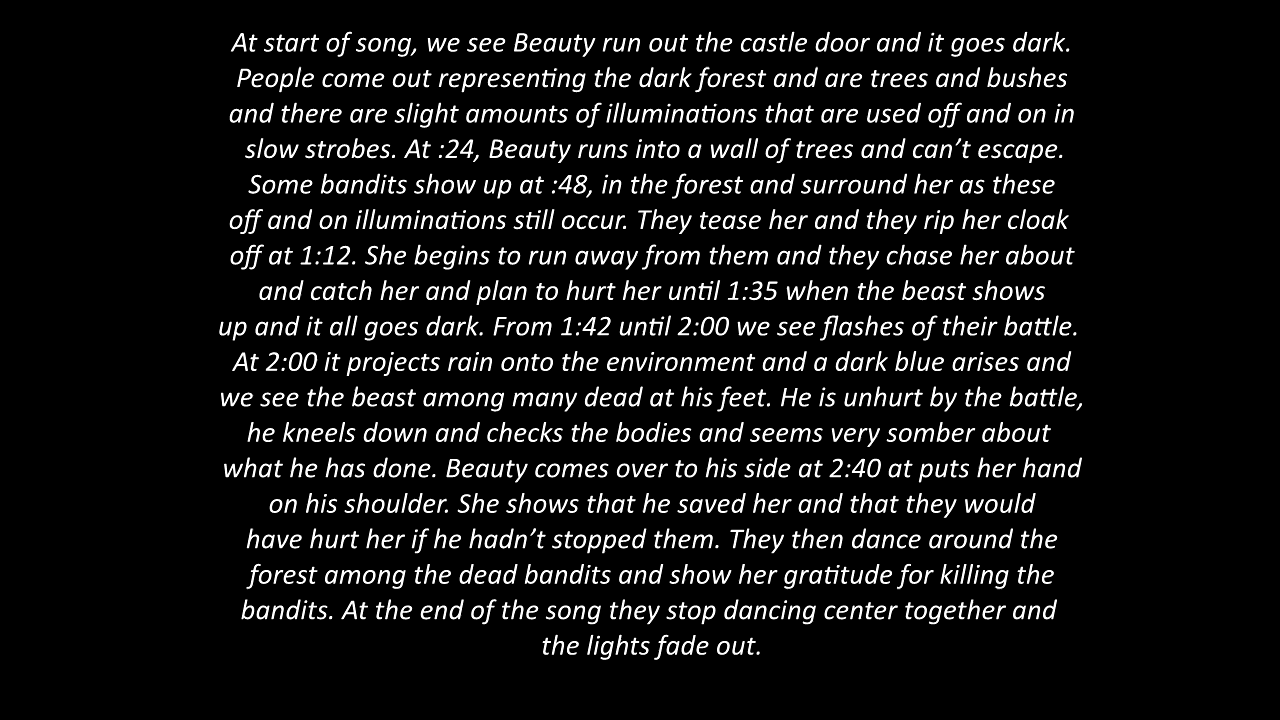 At start of song, we see Beauty run out the castle door and it goes dark.
People come out representing the dark forest and are trees and bushes
and there are slight amounts of illuminations that are used off and on in
slow strobes. At :24, Beauty runs into a wall of trees and can’t escape.
Some bandits show up at :48, in the forest and surround her as these
off and on illuminations still occur. They tease her and they rip her cloak
off at 1:12. She begins to run away from them and they chase her about
and catch her and plan to hurt her until 1:35 when the beast shows
up and it all goes dark. From 1:42 until 2:00 we see flashes of their battle.
At 2:00 it projects rain onto the environment and a dark blue arises and
we see the beast among many dead at his feet. He is unhurt by the battle,
he kneels down and checks the bodies and seems very somber about
what he has done. Beauty comes over to his side at 2:40 at puts her hand
on his shoulder. She shows that he saved her and that they would
have hurt her if he hadn’t stopped them. They then dance around the
forest among the dead bandits and show her gratitude for killing the
bandits. At the end of the song they stop dancing center together and
the lights fade out.